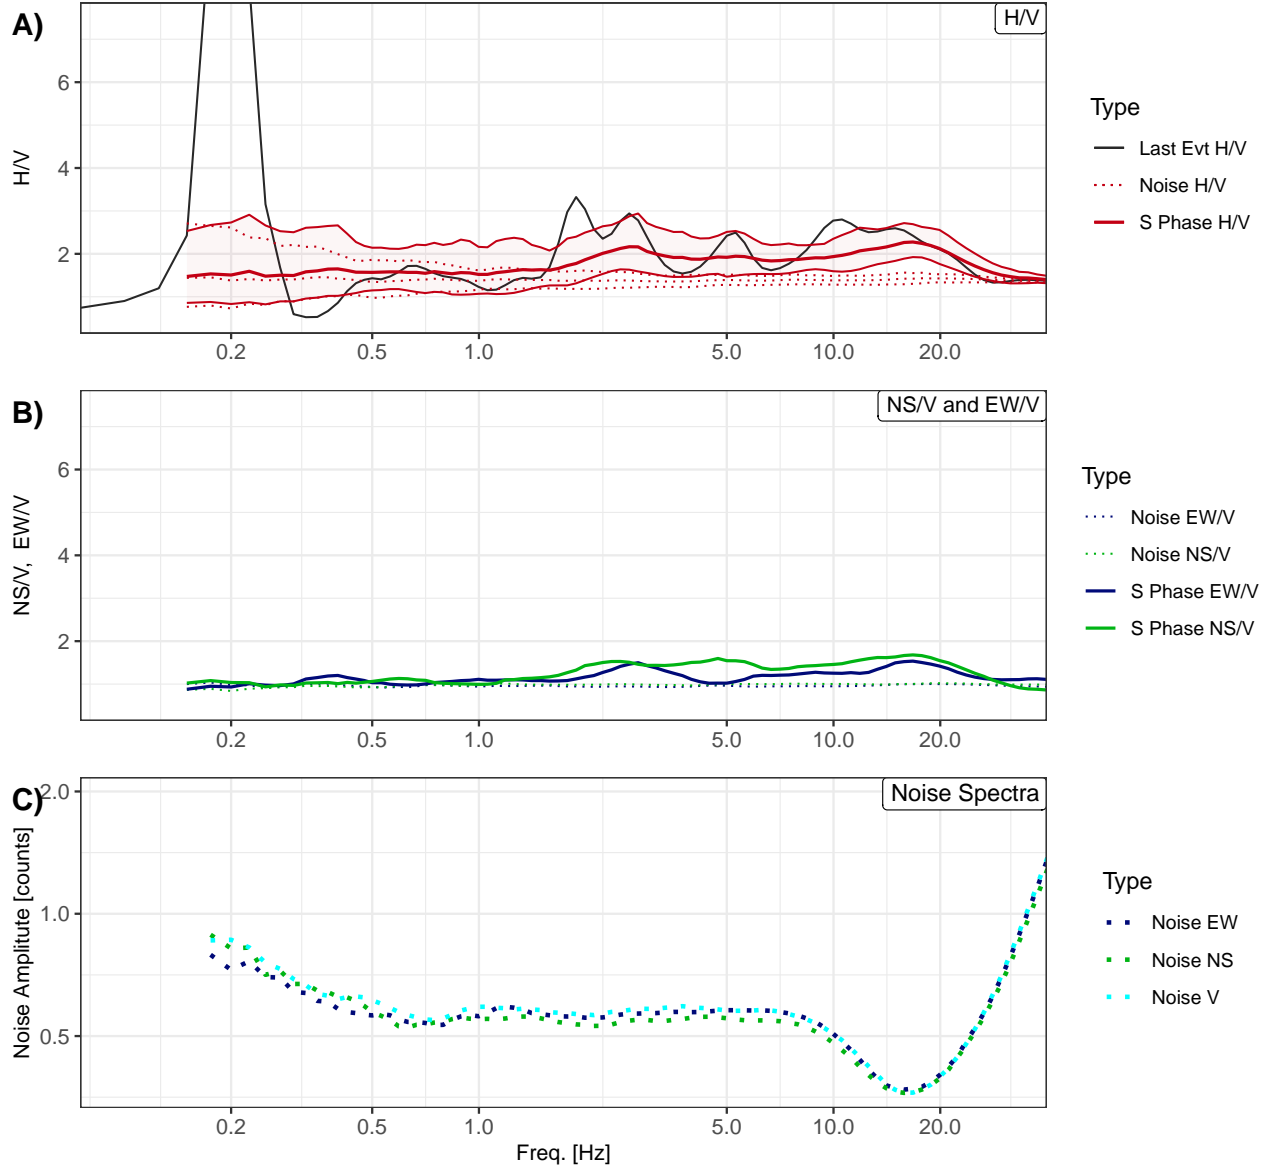 A)
H/V
6
4
2
H/V
0.2 0.5 1.0 5.0 10.0 20.0
Type
Last Evt H/V
Noise H/V
S Phase H/V
B)
NS/V and EW/V
6
4
2
NS/V, EW/V
0.2 0.5 1.0 5.0 10.0 20.0
Type
Noise EW/V
Noise NS/V
S Phase EW/V
S Phase NS/V
C)
Noise Spectra
2.0
1.0
0.5
Noise Amplitude [counts]
0.2 0.5 1.0 5.0 10.0 20.0
Freq. [Hz]
Type
Noise EW
Noise NS
Noise V